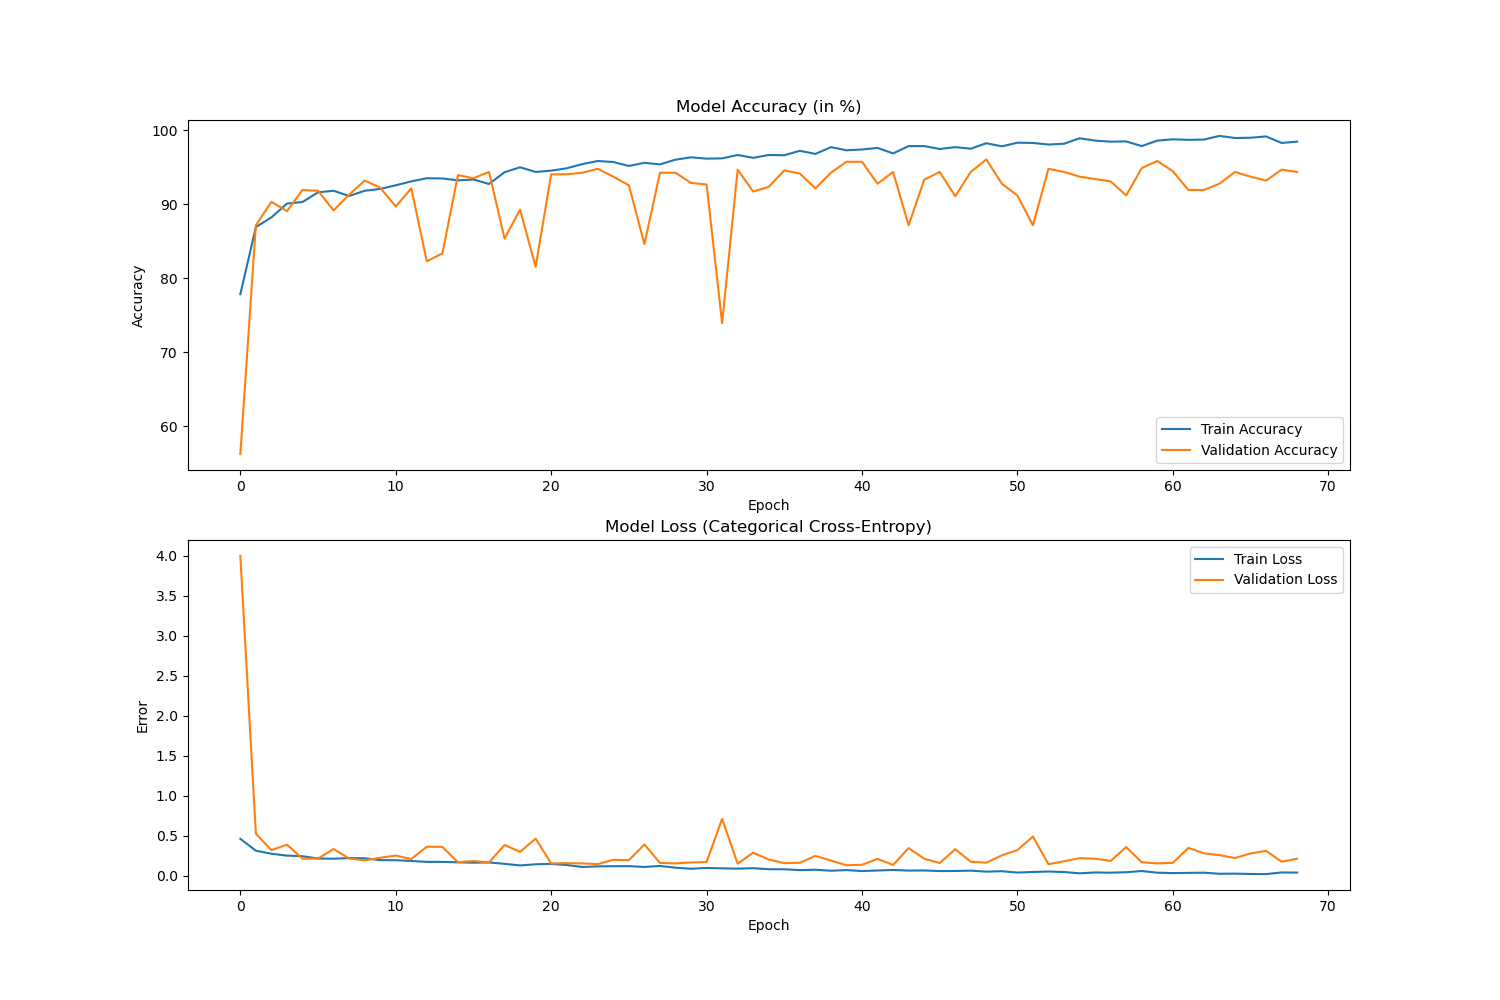 Model Accuracy (in %)
100
90
80
70
60
Accuracy
Train Accuracy
Validation Accuracy
0 10 20 30 40 50 60 70
Epoch
Model Loss (Categorical Cross-Entropy)
4.0
3.5
3.0
2.5
2.0
1.5
1.0
0.5
0.0
Error
Train Loss
Validation Loss
0 10 20 30 40 50 60 70
Epoch